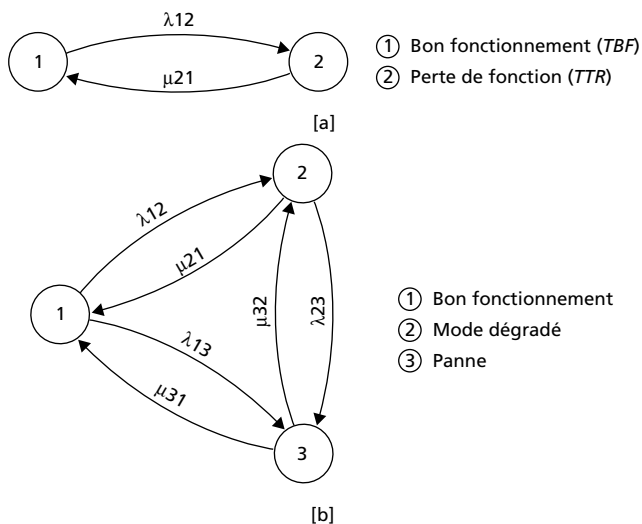 λ12
1
2
μ21
① Bon fonctionnement (TBF)
② Perte de fonction (TTR)
[a]
2
λ12
μ21
1
μ32
λ23
λ13
μ31
3
① Bon fonctionnement
② Mode dégradé
③ Panne
[b]